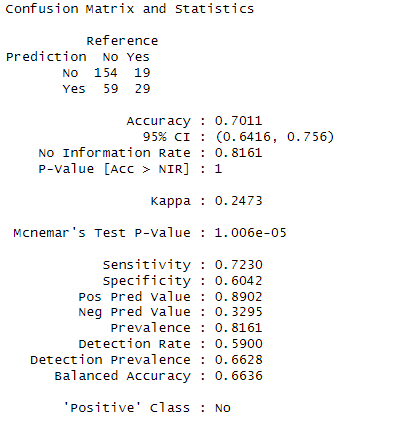 Confusion Matrix and Statistics
Reference
Prediction No Yes
No 154 19
Yes 59 29
Accuracy : 0.7011
95% CI : (0.6416, 0.756)
No Information Rate : 0.8161
P-Value [Acc > NIR] : 1
Kappa : 0.2473
Mcnemar's Test P-Value : 1.006e-05
Sensitivity : 0.7230
Specificity : 0.6042
Pos Pred Value : 0.8902
Neg Pred Value : 0.3295
Prevalence : 0.8161
Detection Rate : 0.5900
Detection Prevalence : 0.6628
Balanced Accuracy : 0.6636
'Positive' Class : No